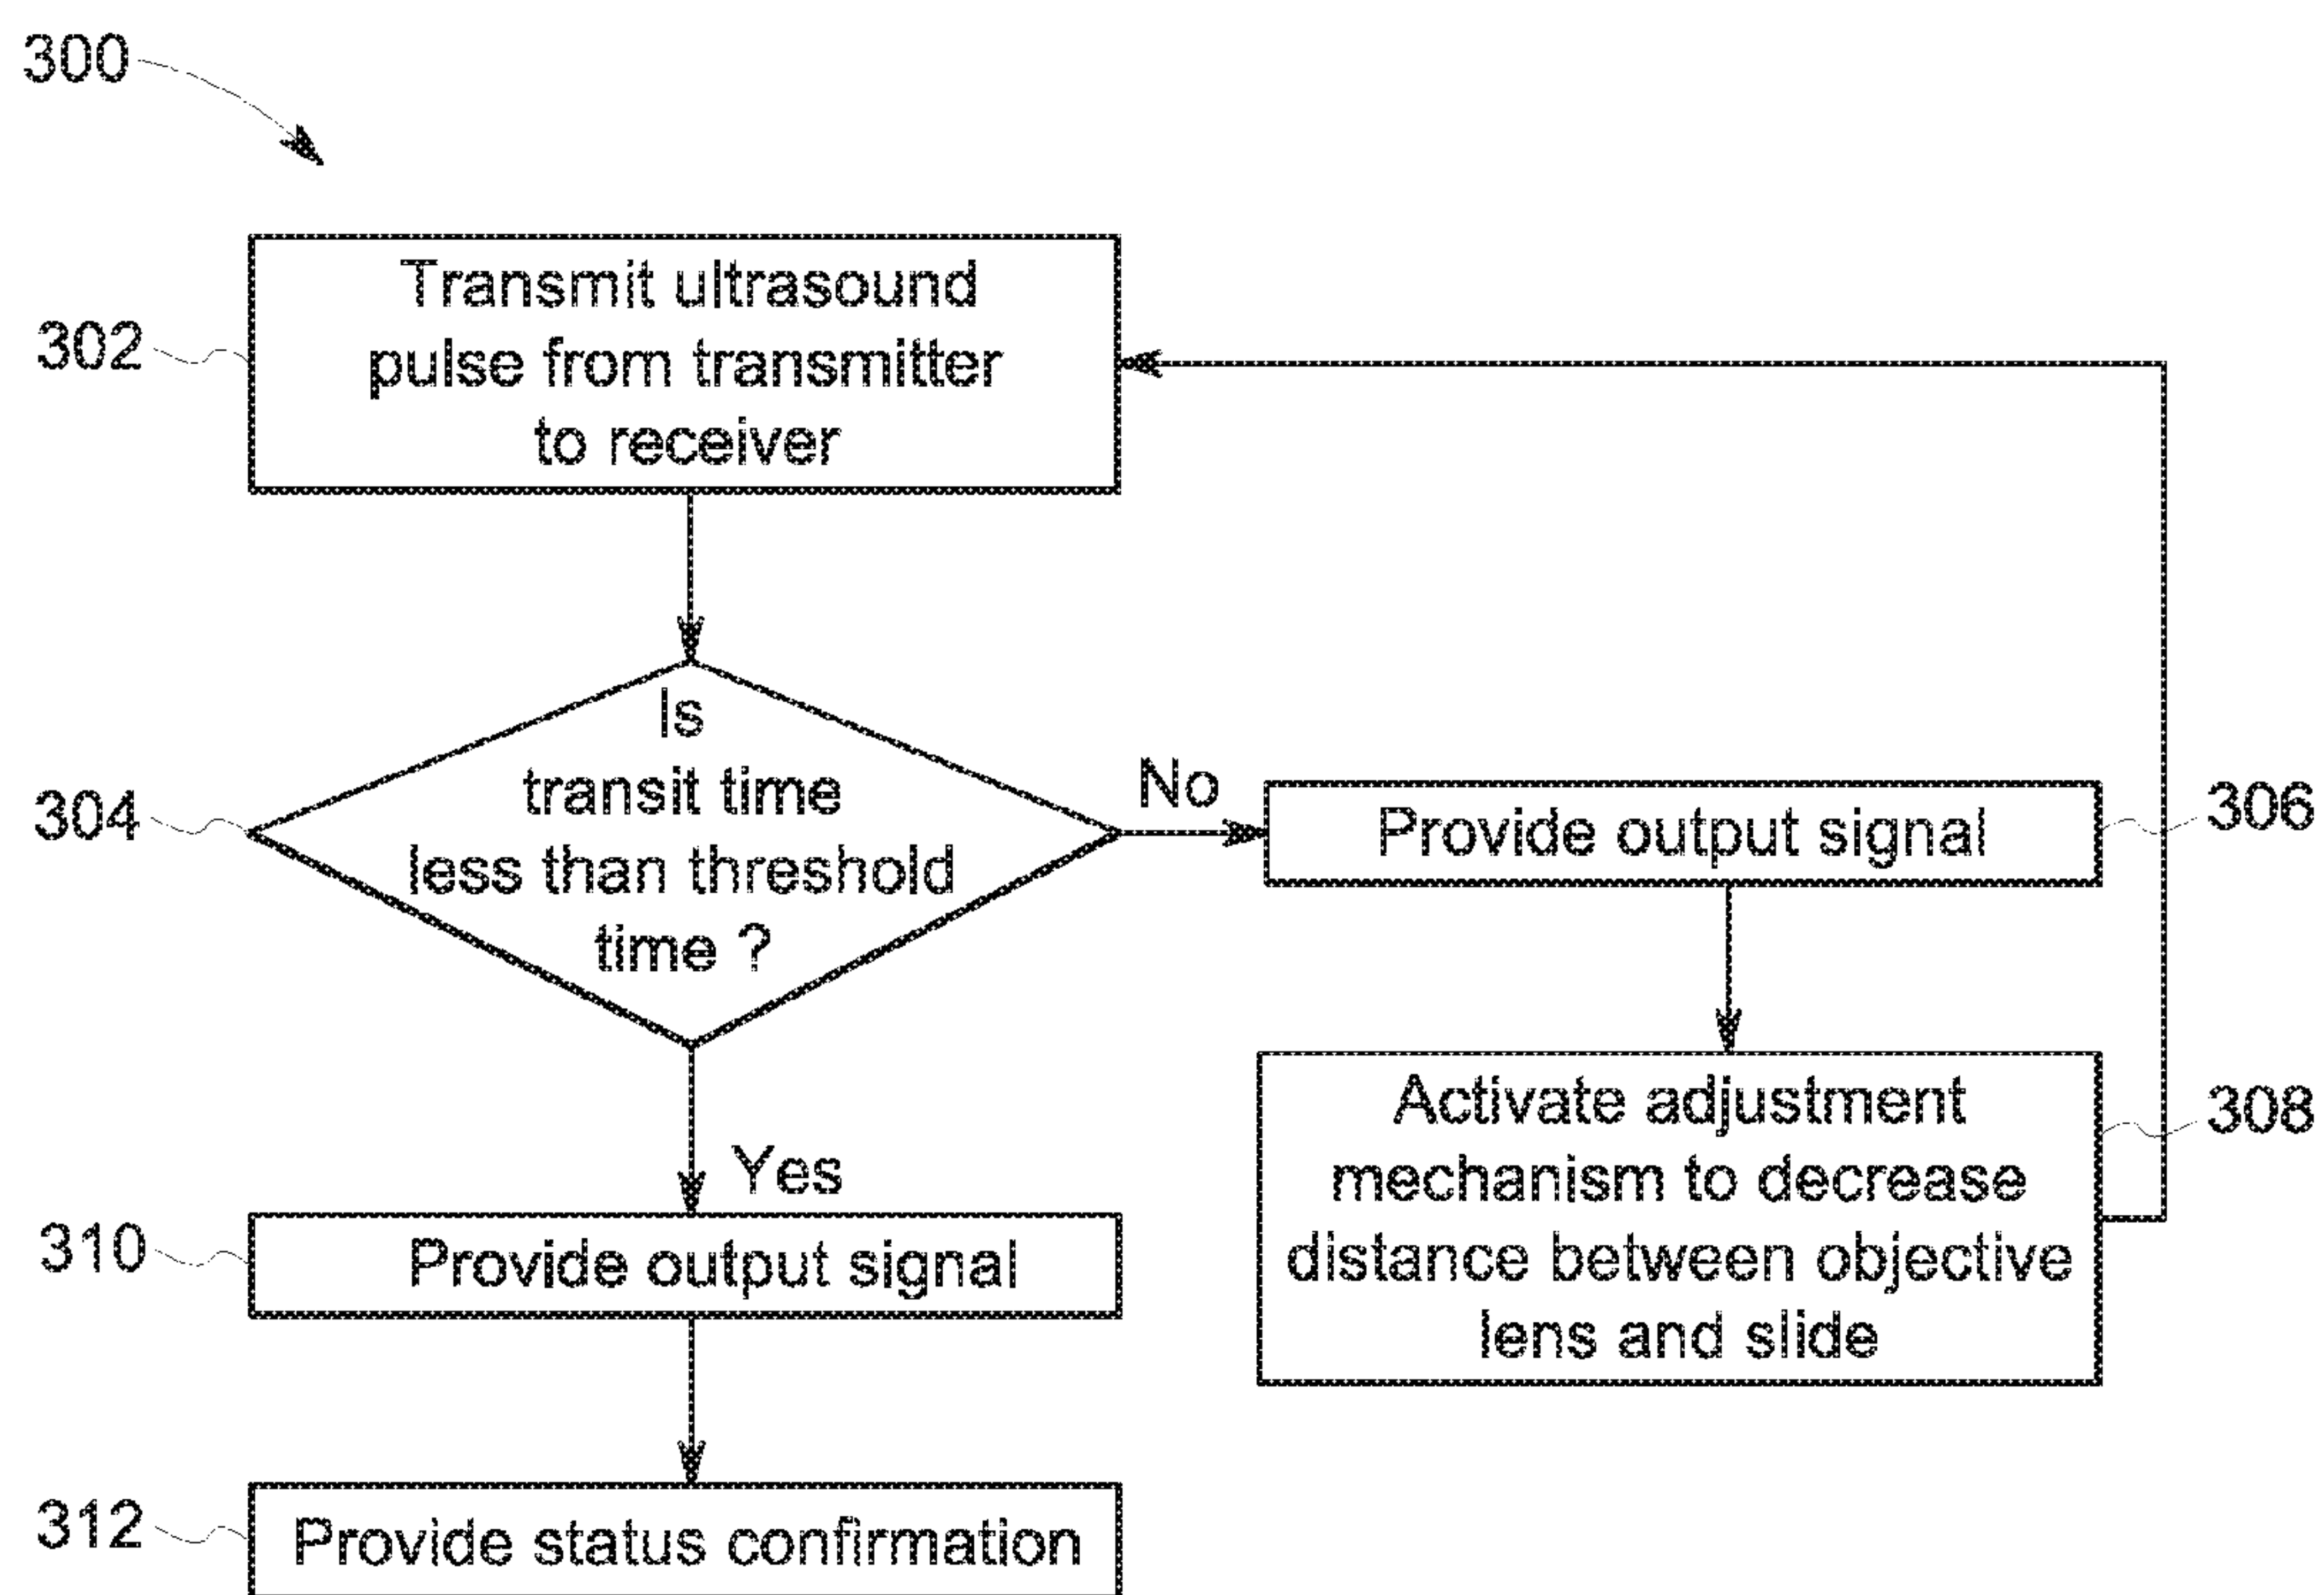 300
302
Transmit ultrasound
pulse from transmitter
to receiver
304
Is
transit time
less than threshold
time ?
No
Provide output signal
306
Activate adjustment
mechanism to decrease
distance between objective
lens and slide
308
Yes
310
Provide output signal
312
Provide status confirmation